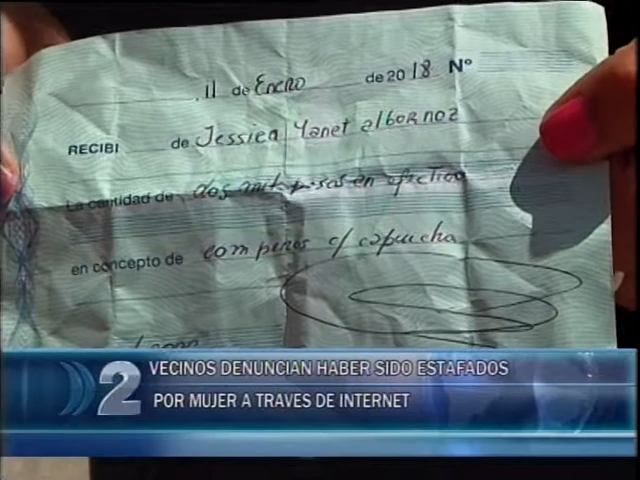 11 de Enero de 2018 Nº
RECIBI de Jessica Yanet albornoz
La cantidad de dos mil pesos en efectivo
en concepto de comperas c/ capucha
2 VECINOS DENUNCIAN HABER SIDO ESTAFADOS
POR MUJER A TRAVES DE INTERNET